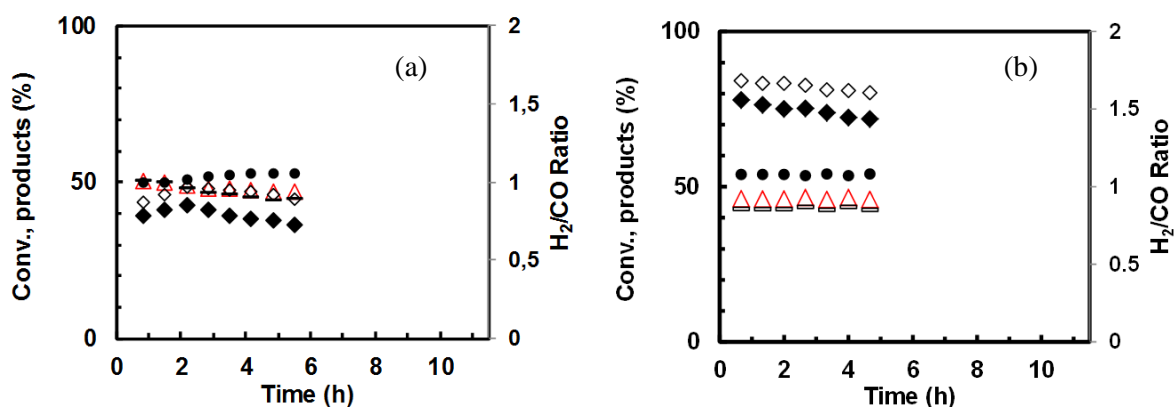 100
50
0
Conv., products (%)
(a)
2
1,5
1
0,5
0
H₂/CO Ratio
0 2 4 6 8 10
Time (h)
100
50
0
Conv., products (%)
(b)
2
1.5
1
0.5
0
H₂/CO Ratio
0 2 4 6 8 10
Time (h)